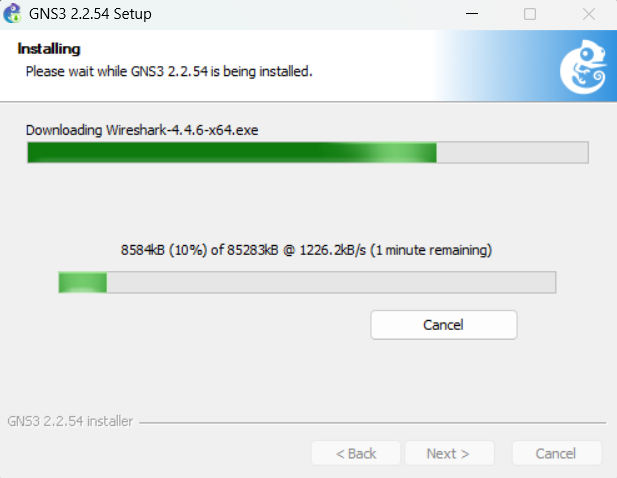 GNS3 2.2.54 Setup
Installing
Please wait while GNS3 2.2.54 is being installed.
Downloading Wireshark-4.4.6-x64.exe
8584kB (10%) of 85283kB @ 1226.2kB/s (1 minute remaining)
Cancel
GNS3 2.2.54 installer
< Back
Next >
Cancel